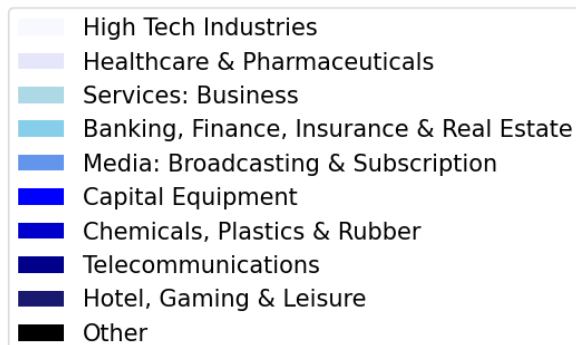 High Tech Industries
Healthcare & Pharmaceuticals
Services: Business
Banking, Finance, Insurance & Real Estate
Media: Broadcasting & Subscription
Capital Equipment
Chemicals, Plastics & Rubber
Telecommunications
Hotel, Gaming & Leisure
Other